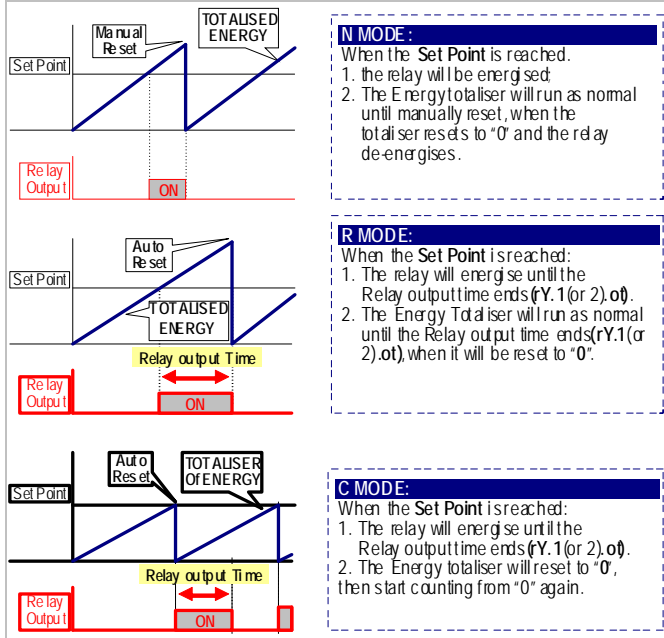 Manual
Reset
TOTALISED
ENERGY
Set Point
Relay
Output
ON
N MODE:
When the Set Point is reached.
1. the relay will be energised;
2. The Energy totaliser will run as normal
until manually reset, when the
totaliser resets to "0" and the relay
de-energises.
Auto
Reset
Set Point
TOTALISED
ENERGY
Relay output Time
Relay
Output
ON
R MODE:
When the Set Point is reached:
1. The relay will energise until the
Relay output time ends (rY.1 (or 2).ot).
2. The Energy Totaliser will run as normal
until the Relay output time ends(rY.1 (or
2).ot), when it will be reset to "0".
Auto
Reset
TOTALISER
Of ENERGY
Set Point
Relay output Time
Relay
Output
ON
C MODE:
When the Set Point is reached:
1. The relay will energise until the
Relay output time ends (rY.1 (or 2).ot).
2. The Energy totaliser will reset to "0",
then start counting from "0" again.